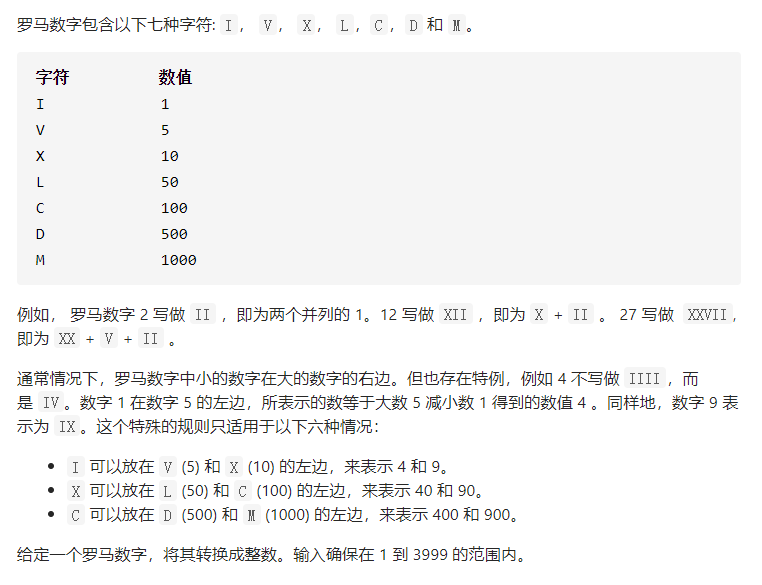 罗马数字包含以下七种字符: I， V， X， L，C，D 和 M。
字符 数值
I 1
V 5
X 10
L 50
C 100
D 500
M 1000
例如， 罗马数字 2 写做 II ，即为两个并列的 1。12 写做 XII ，即为 X + II 。 27 写做 XXVII，
即为 XX + V + II 。
通常情况下，罗马数字中小的数字在大的数字的右边。但也存在特例，例如 4 不写做 IIII，而
是 IV。数字 1 在数字 5 的左边，所表示的数等于大数 5 减小数 1 得到的数值 4 。同样地，数字 9 表
示为 IX。这个特殊的规则只适用于以下六种情况：
• I 可以放在 V (5) 和 X (10) 的左边，来表示 4 和 9。
• X 可以放在 L (50) 和 C (100) 的左边，来表示 40 和 90。
• C 可以放在 D (500) 和 M (1000) 的左边，来表示 400 和 900。
给定一个罗马数字，将其转换成整数。输入确保在 1 到 3999 的范围内。